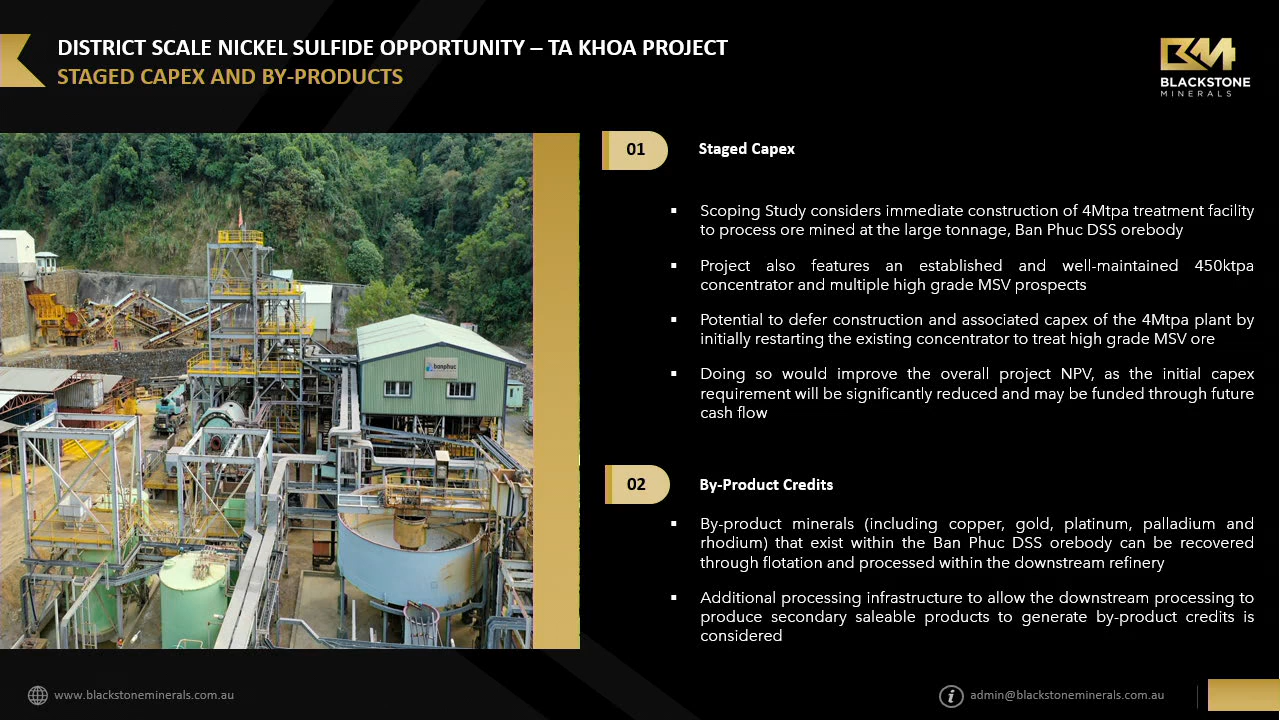 DISTRICT SCALE NICKEL SULFIDE OPPORTUNITY – TA KHOA PROJECT
STAGED CAPEX AND BY-PRODUCTS
BM
BLACKSTONE
MINERALS
banphuc
01
Staged Capex
▪ Scoping Study considers immediate construction of 4Mtpa treatment facility
to process ore mined at the large tonnage, Ban Phuc DSS orebody
▪ Project also features an established and well-maintained 450ktpa
concentrator and multiple high grade MSV prospects
▪ Potential to defer construction and associated capex of the 4Mtpa plant by
initially restarting the existing concentrator to treat high grade MSV ore
▪ Doing so would improve the overall project NPV, as the initial capex
requirement will be significantly reduced and may be funded through future
cash flow
02
By-Product Credits
▪ By-product minerals (including copper, gold, platinum, palladium and
rhodium) that exist within the Ban Phuc DSS orebody can be recovered
through flotation and processed within the downstream refinery
▪ Additional processing infrastructure to allow the downstream processing to
produce secondary saleable products to generate by-product credits is
considered
www.blackstoneminerals.com.au
admin@blackstoneminerals.com.au